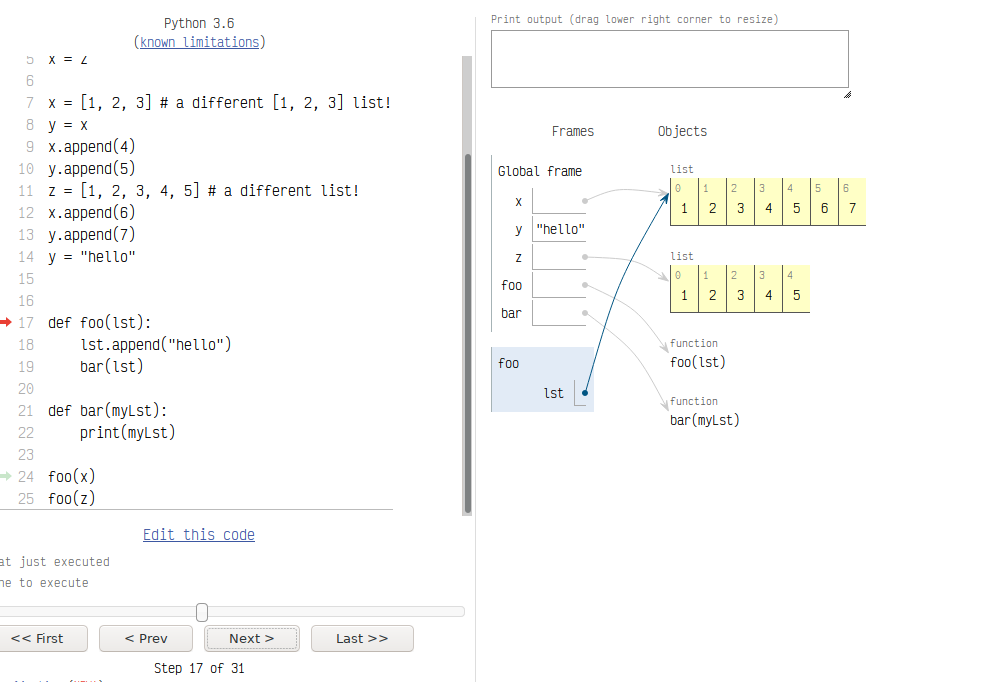 Python 3.6
(known limitations)
5 x = z
6
7 x = [1, 2, 3] # a different [1, 2, 3] list!
8 y = x
9 x.append(4)
10 y.append(5)
11 z = [1, 2, 3, 4, 5] # a different list!
12 x.append(6)
13 y.append(7)
14 y = "hello"
15
16
17 def foo(lst):
18 lst.append("hello")
19 bar(lst)
20
21 def bar(myLst):
22 print(myLst)
23
24 foo(x)
25 foo(z)
Edit this code
at just executed
ne to execute
<< First < Prev Next > Last >>
Step 17 of 31
Print output (drag lower right corner to resize)
Frames Objects
Global frame
x
y "hello"
z
foo
bar
foo
lst
list
0 1 2 3 4 5 6
1 2 3 4 5 6 7
list
0 1 2 3 4
1 2 3 4 5
function
foo(lst)
function
bar(myLst)